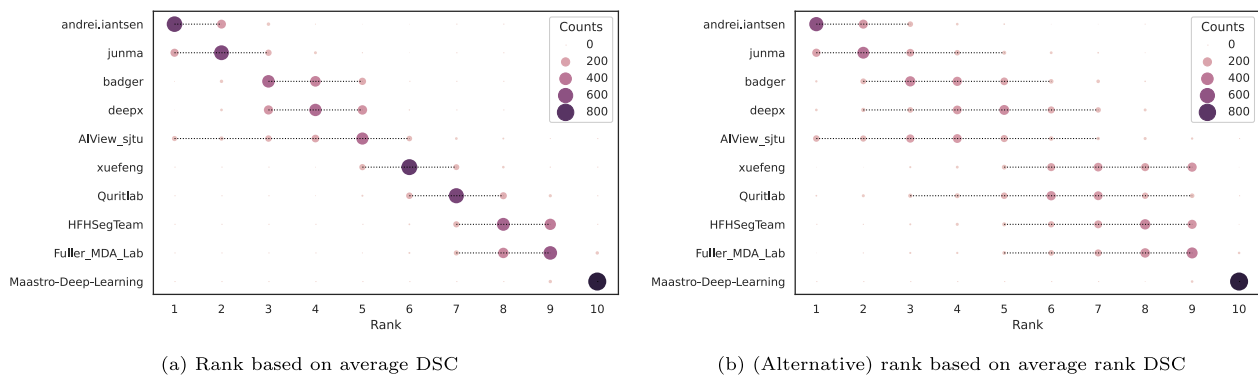 andrei.iantsen
junma
badger
deepx
AIView_sjtu
xuefeng
Quritlab
HFHSegTeam
Fuller_MDA_Lab
Maastro-Deep-Learning
Counts
0
200
400
600
800
1 2 3 4 5 6 7 8 9 10
Rank
(a) Rank based on average DSC
andrei.iantsen
junma
badger
deepx
AIView_sjtu
xuefeng
Quritlab
HFHSegTeam
Fuller_MDA_Lab
Maastro-Deep-Learning
Counts
0
200
400
600
800
1 2 3 4 5 6 7 8 9 10
Rank
(b) (Alternative) rank based on average rank DSC